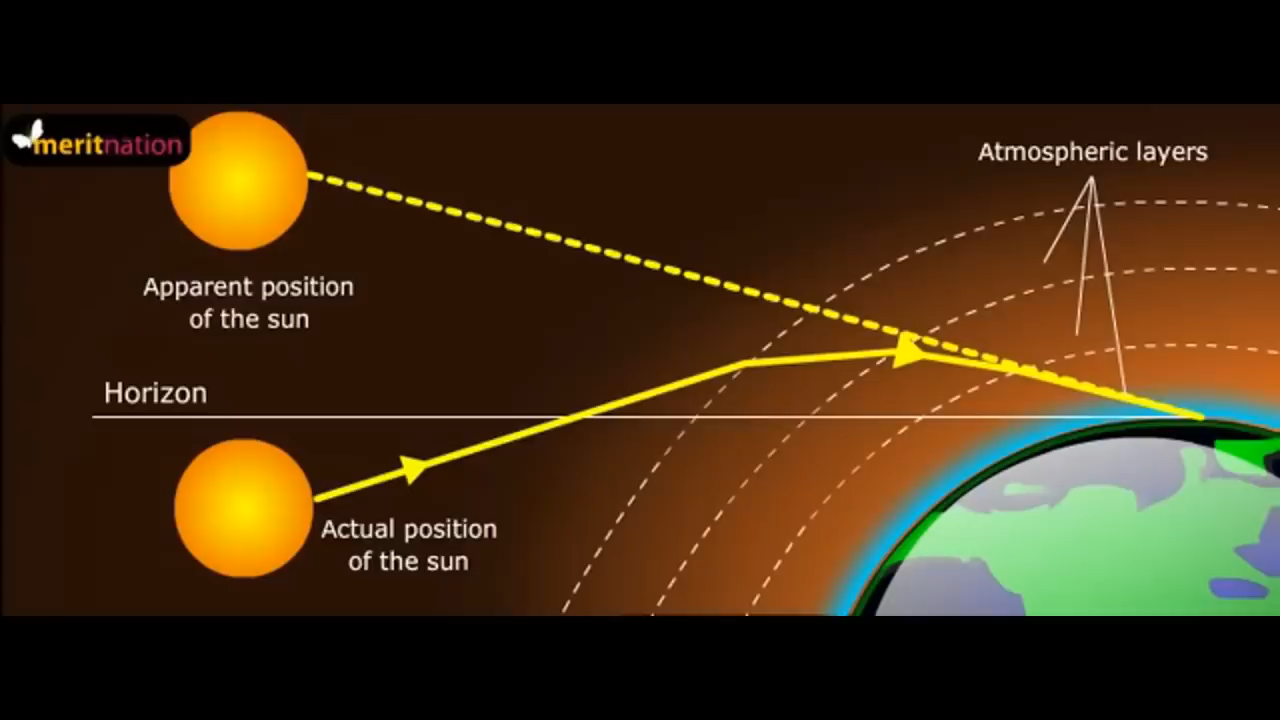 meritnation
Atmospheric layers
Apparent position
of the sun
Horizon
Actual position
of the sun